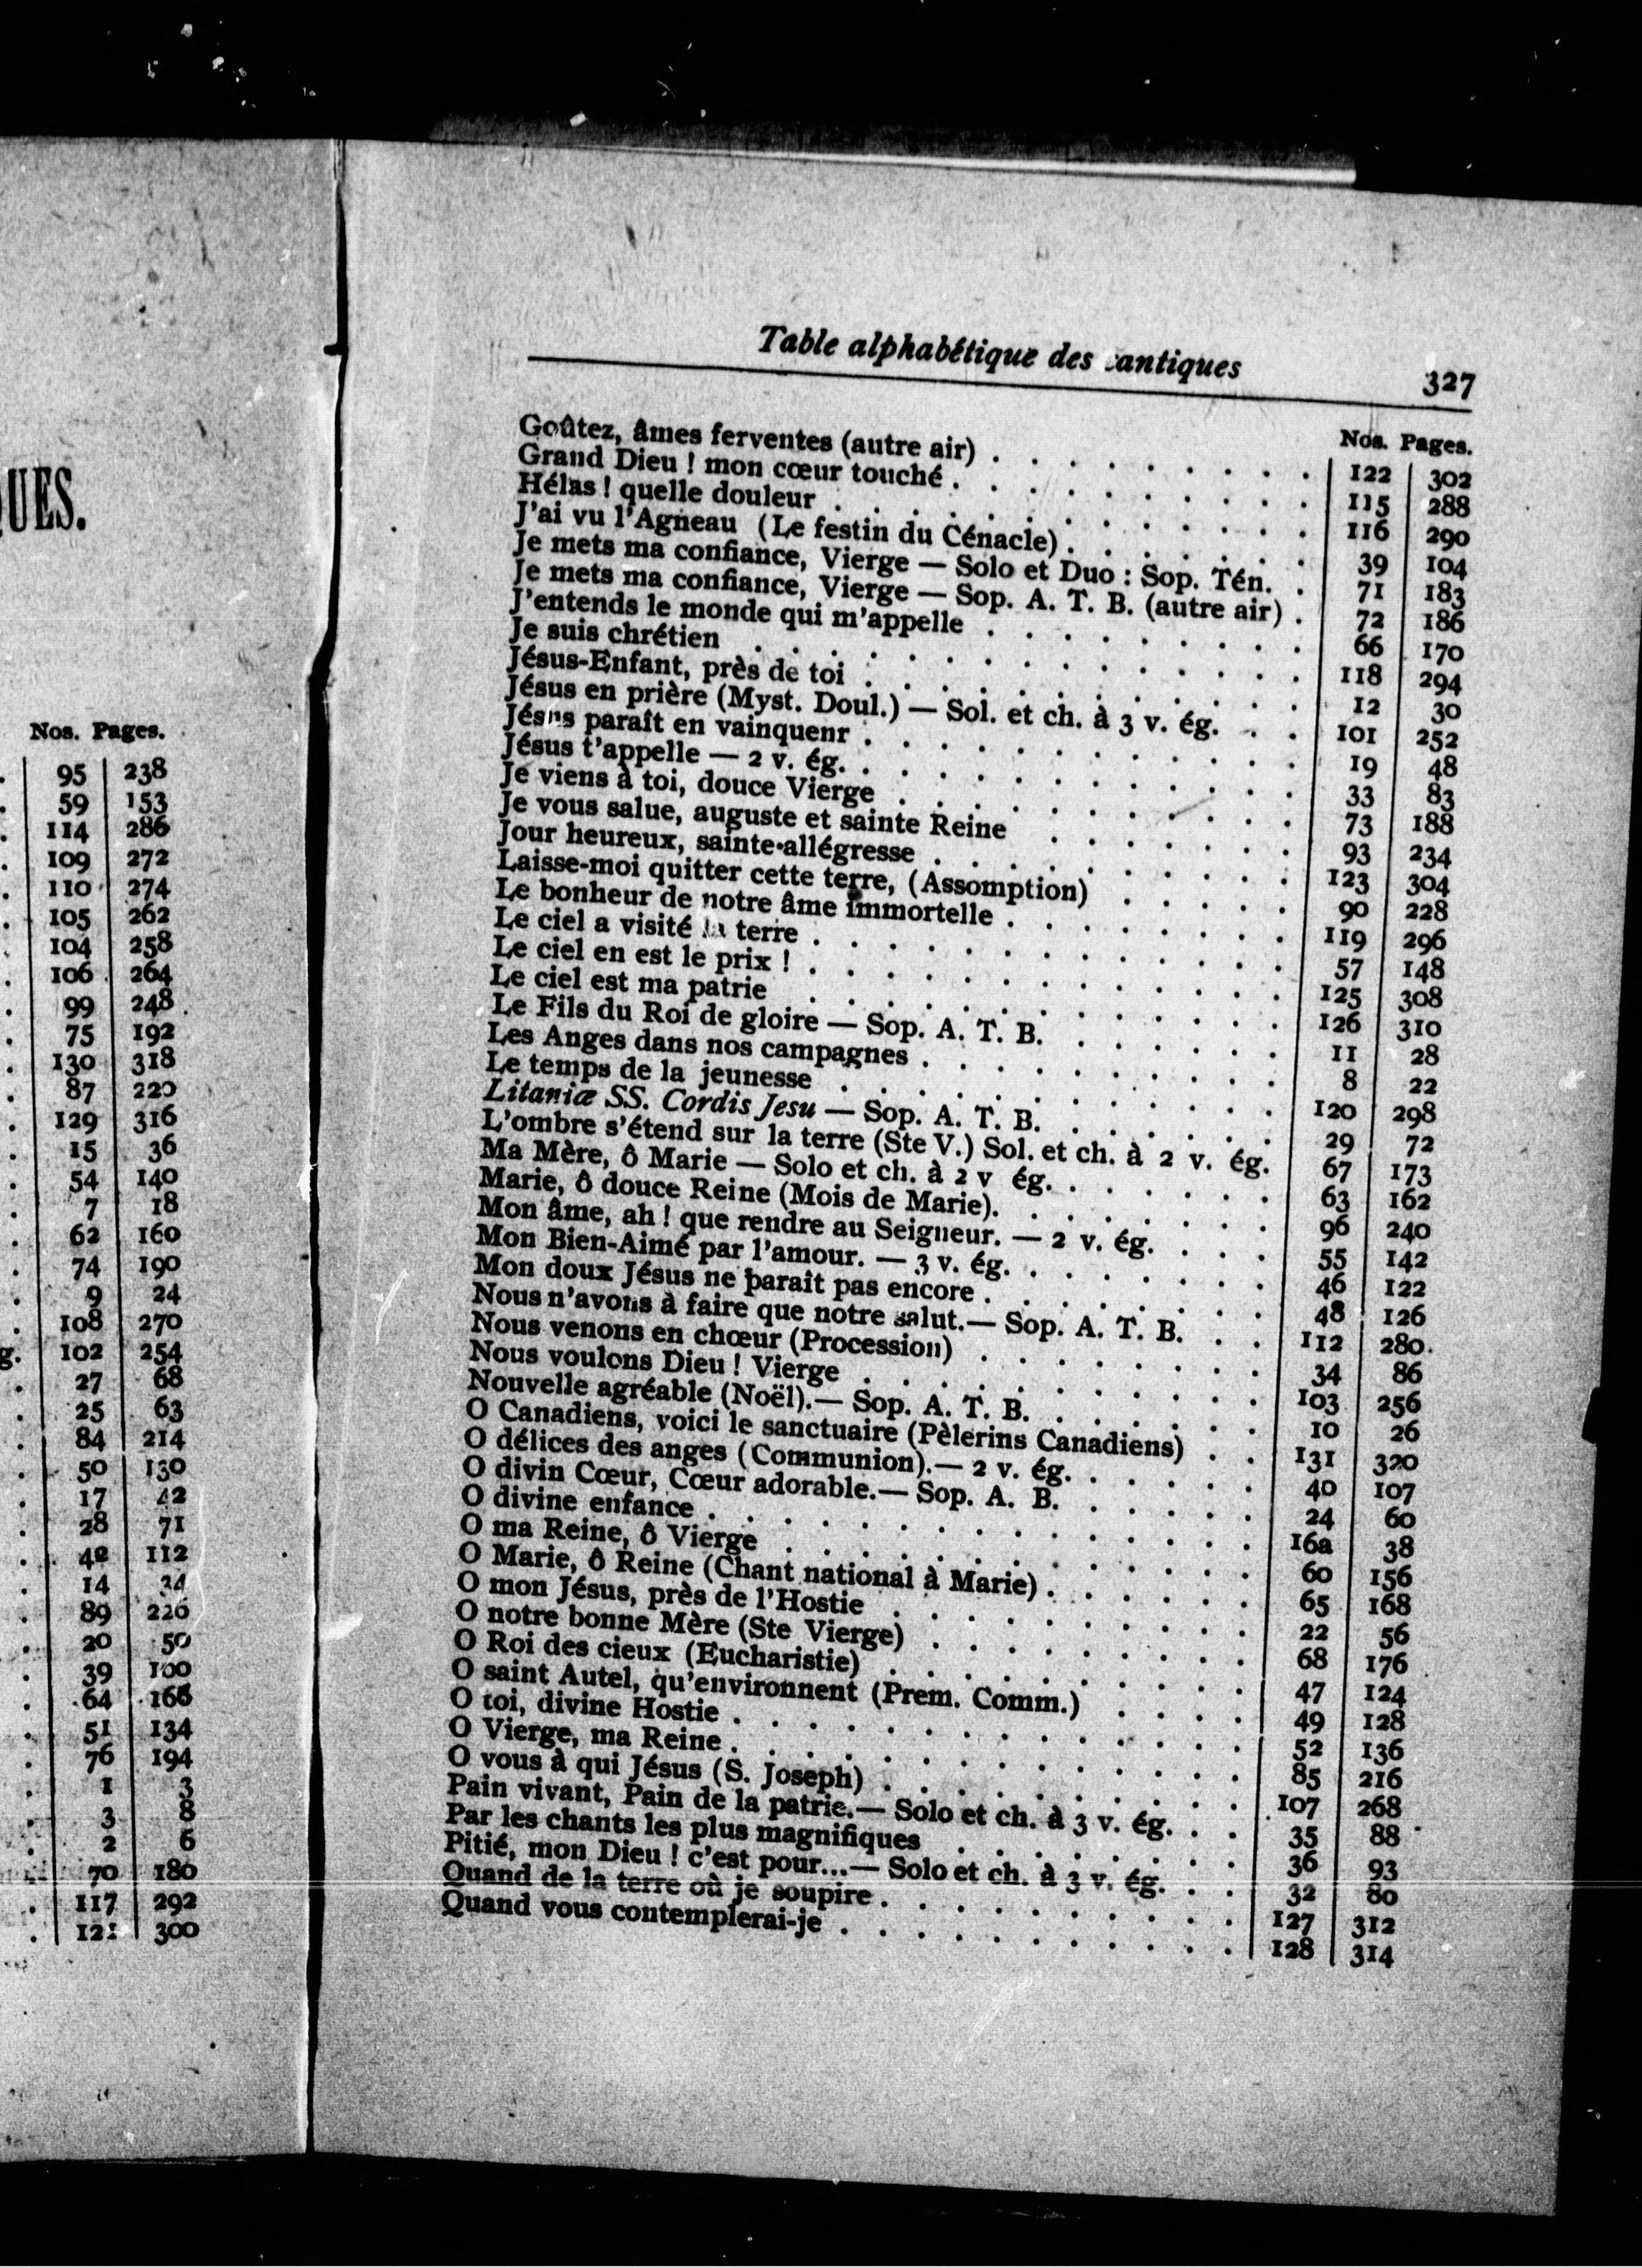 QUES.
Nos. Pages.
. 95 238
. 59 153
. 114 286
. 109 272
. 110 274
. 105 262
. 104 258
. 106 264
. 99 248
. 75 192
. 130 318
. 87 220
. 129 316
. 15 36
. 54 140
. 7 18
. 62 160
. 74 190
. 9 24
. 108 270
g. 102 254
. 27 68
. 25 63
. 84 214
. 50 130
. 17 42
. 28 71
. 42 112
. 14 34
. 89 226
. 20 50
. 39 100
. 64 166
. 51 134
. 76 194
. 1 3
. 3 8
. 2 6
. 70 180
. 117 292
. 121 300
Table alphabétique des cantiques 327
Nos. Pages.
Goûtez, âmes ferventes (autre air) . . . 122 302
Grand Dieu ! mon cœur touché . . . 115 288
Hélas ! quelle douleur . . . 116 290
J'ai vu l'Agneau (Le festin du Cénacle) . . . 39 104
Je mets ma confiance, Vierge — Solo et Duo : Sop. Tén. . 71 183
Je mets ma confiance, Vierge — Sop. A. T. B. (autre air) . 72 186
J'entends le monde qui m'appelle . . . 66 170
Je suis chrétien . . . 118 294
Jésus-Enfant, près de toi . . . 12 30
Jésus en prière (Myst. Doul.) — Sol. et ch. à 3 v. ég. . . 101 252
Jésus paraît en vainquenr . . . 19 48
Jésus t'appelle — 2 v. ég. . . . 33 83
Je viens à toi, douce Vierge . . . 73 188
Je vous salue, auguste et sainte Reine . . . 93 234
Jour heureux, sainte allégresse . . . 123 304
Laisse-moi quitter cette terre, (Assomption) . . . 90 228
Le bonheur de notre âme immortelle . . . 119 296
Le ciel a visité la terre . . . 57 148
Le ciel en est le prix ! . . . 125 308
Le ciel est ma patrie . . . 126 310
Le Fils du Roi de gloire — Sop. A. T. B. . . . 11 28
Les Anges dans nos campagnes . . . 8 22
Le temps de la jeunesse . . . 120 298
Litaniæ SS. Cordis Jesu — Sop. A. T. B. . . . 29 72
L'ombre s'étend sur la terre (Ste V.) Sol. et ch. à 2 v. ég. 67 173
Ma Mère, ô Marie — Solo et ch. à 2 v ég. . . . 63 162
Marie, ô douce Reine (Mois de Marie). . . . 96 240
Mon âme, ah ! que rendre au Seigneur. — 2 v. ég. . . . 55 142
Mon Bien-Aimé par l'amour. — 3 v. ég. . . . 46 122
Mon doux Jésus ne paraît pas encore . . . 48 126
Nous n'avons à faire que notre salut.— Sop. A. T. B. . . 112 280
Nous venons en chœur (Procession) . . . 34 86
Nous voulons Dieu ! Vierge . . . 103 256
Nouvelle agréable (Noël).— Sop. A. T. B. . . . 10 26
O Canadiens, voici le sanctuaire (Pèlerins Canadiens) . . 131 320
O délices des anges (Communion).— 2 v. ég. . . . 40 107
O divin Cœur, Cœur adorable.— Sop. A. B. . . . 24 60
O divine enfance . . . 16a 38
O ma Reine, ô Vierge . . . 60 156
O Marie, ô Reine (Chant national à Marie) . . . 65 168
O mon Jésus, près de l'Hostie . . . 22 56
O notre bonne Mère (Ste Vierge) . . . 68 176
O Roi des cieux (Eucharistie) . . . 47 124
O saint Autel, qu'environnent (Prem. Comm.) . . . 49 128
O toi, divine Hostie . . . 52 136
O Vierge, ma Reine . . . 85 216
O vous à qui Jésus (S. Joseph) . . . 107 268
Pain vivant, Pain de la patrie.— Solo et ch. à 3 v. ég. . . 35 88
Par les chants les plus magnifiques . . . 36 93
Pitié, mon Dieu ! c'est pour...— Solo et ch. à 3 v. ég. . . 32 80
Quand de la terre où je soupire . . . 127 312
Quand vous contemplerai-je . . . 128 314